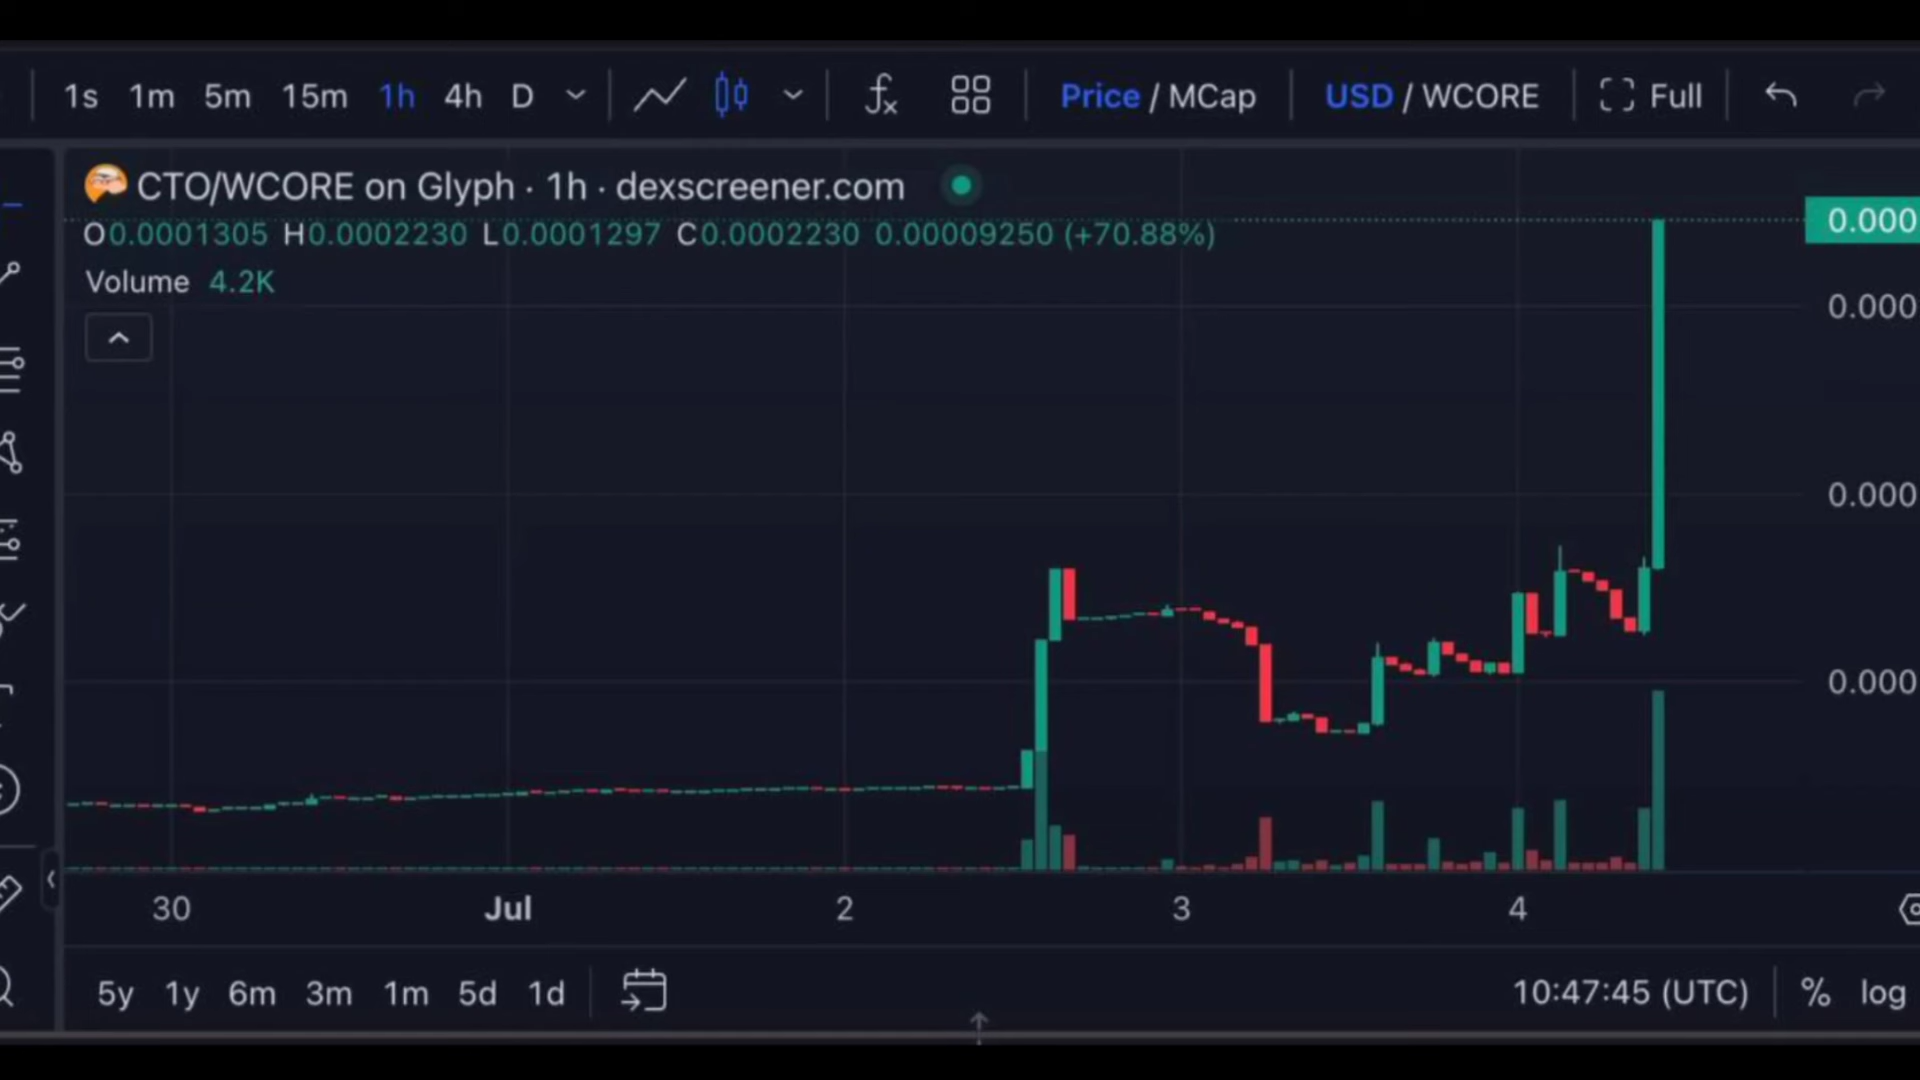 1s 1m 5m 15m 1h 4h D fx Price / MCap USD / WCORE Full
CTO/WCORE on Glyph · 1h · dexscreener.com
O0.0001305 H0.0002230 L0.0001297 C0.0002230 0.00009250 (+70.88%)
0.000
Volume 4.2K
0.000
0.000
0.000
30 Jul 2 3 4
5y 1y 6m 3m 1m 5d 1d 10:47:45 (UTC) % log